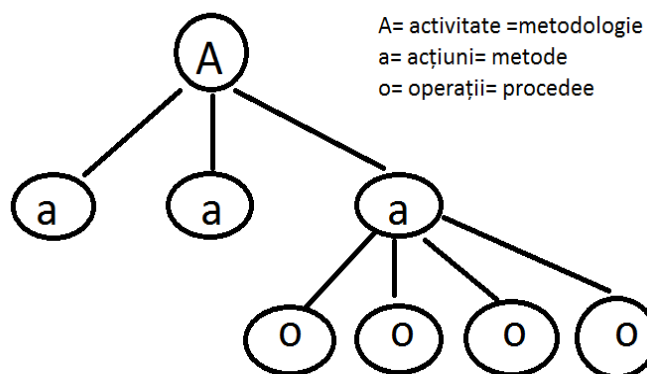 A= activitate =metodologie
a= acțiuni= metode
o= operații= procedee
A
a a a
o o o o